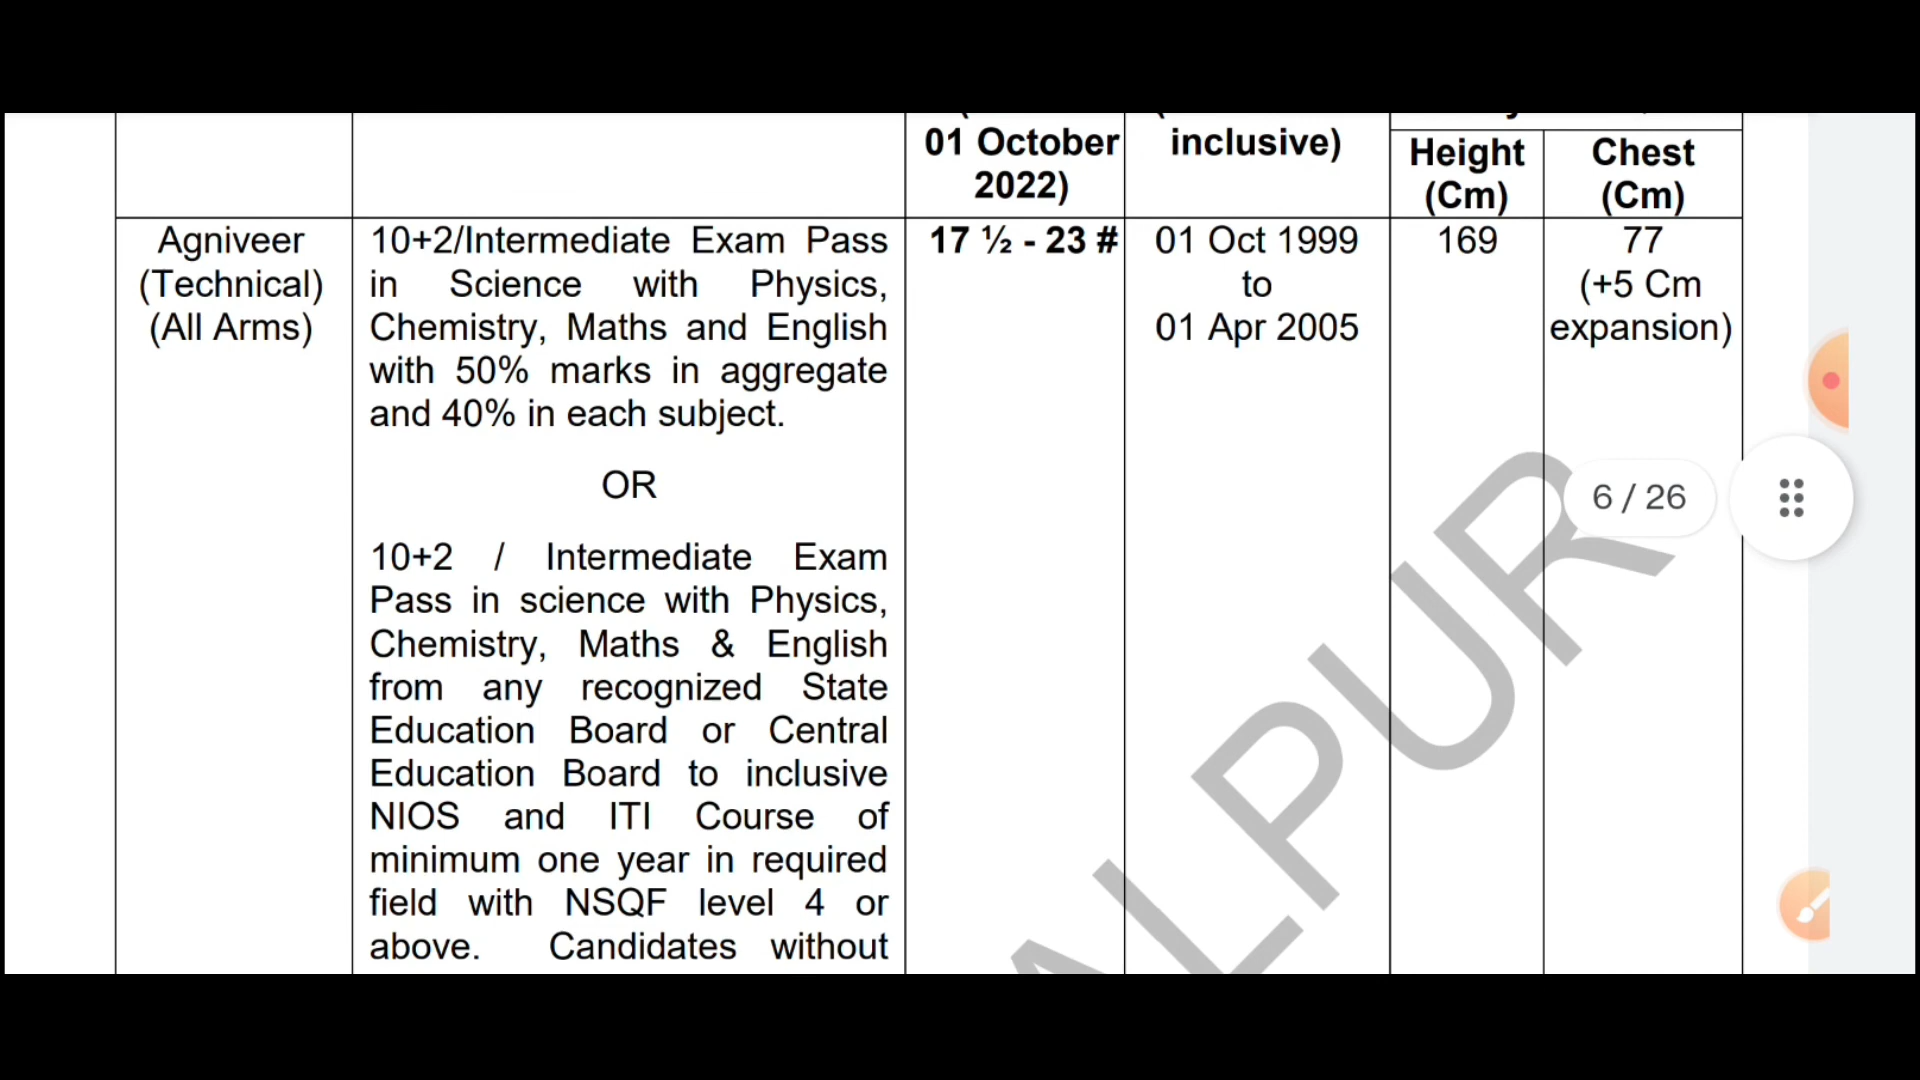 01 October
2022)
inclusive)
Height
(Cm)
Chest
(Cm)
Agniveer
(Technical)
(All Arms)
10+2/Intermediate Exam Pass
in Science with Physics,
Chemistry, Maths and English
with 50% marks in aggregate
and 40% in each subject.
OR
10+2 / Intermediate Exam
Pass in science with Physics,
Chemistry, Maths & English
from any recognized State
Education Board or Central
Education Board to inclusive
NIOS and ITI Course of
minimum one year in required
field with NSQF level 4 or
above. Candidates without
17 ½ - 23 #
01 Oct 1999
to
01 Apr 2005
169
77
(+5 Cm
expansion)
6 / 26
ALPUR